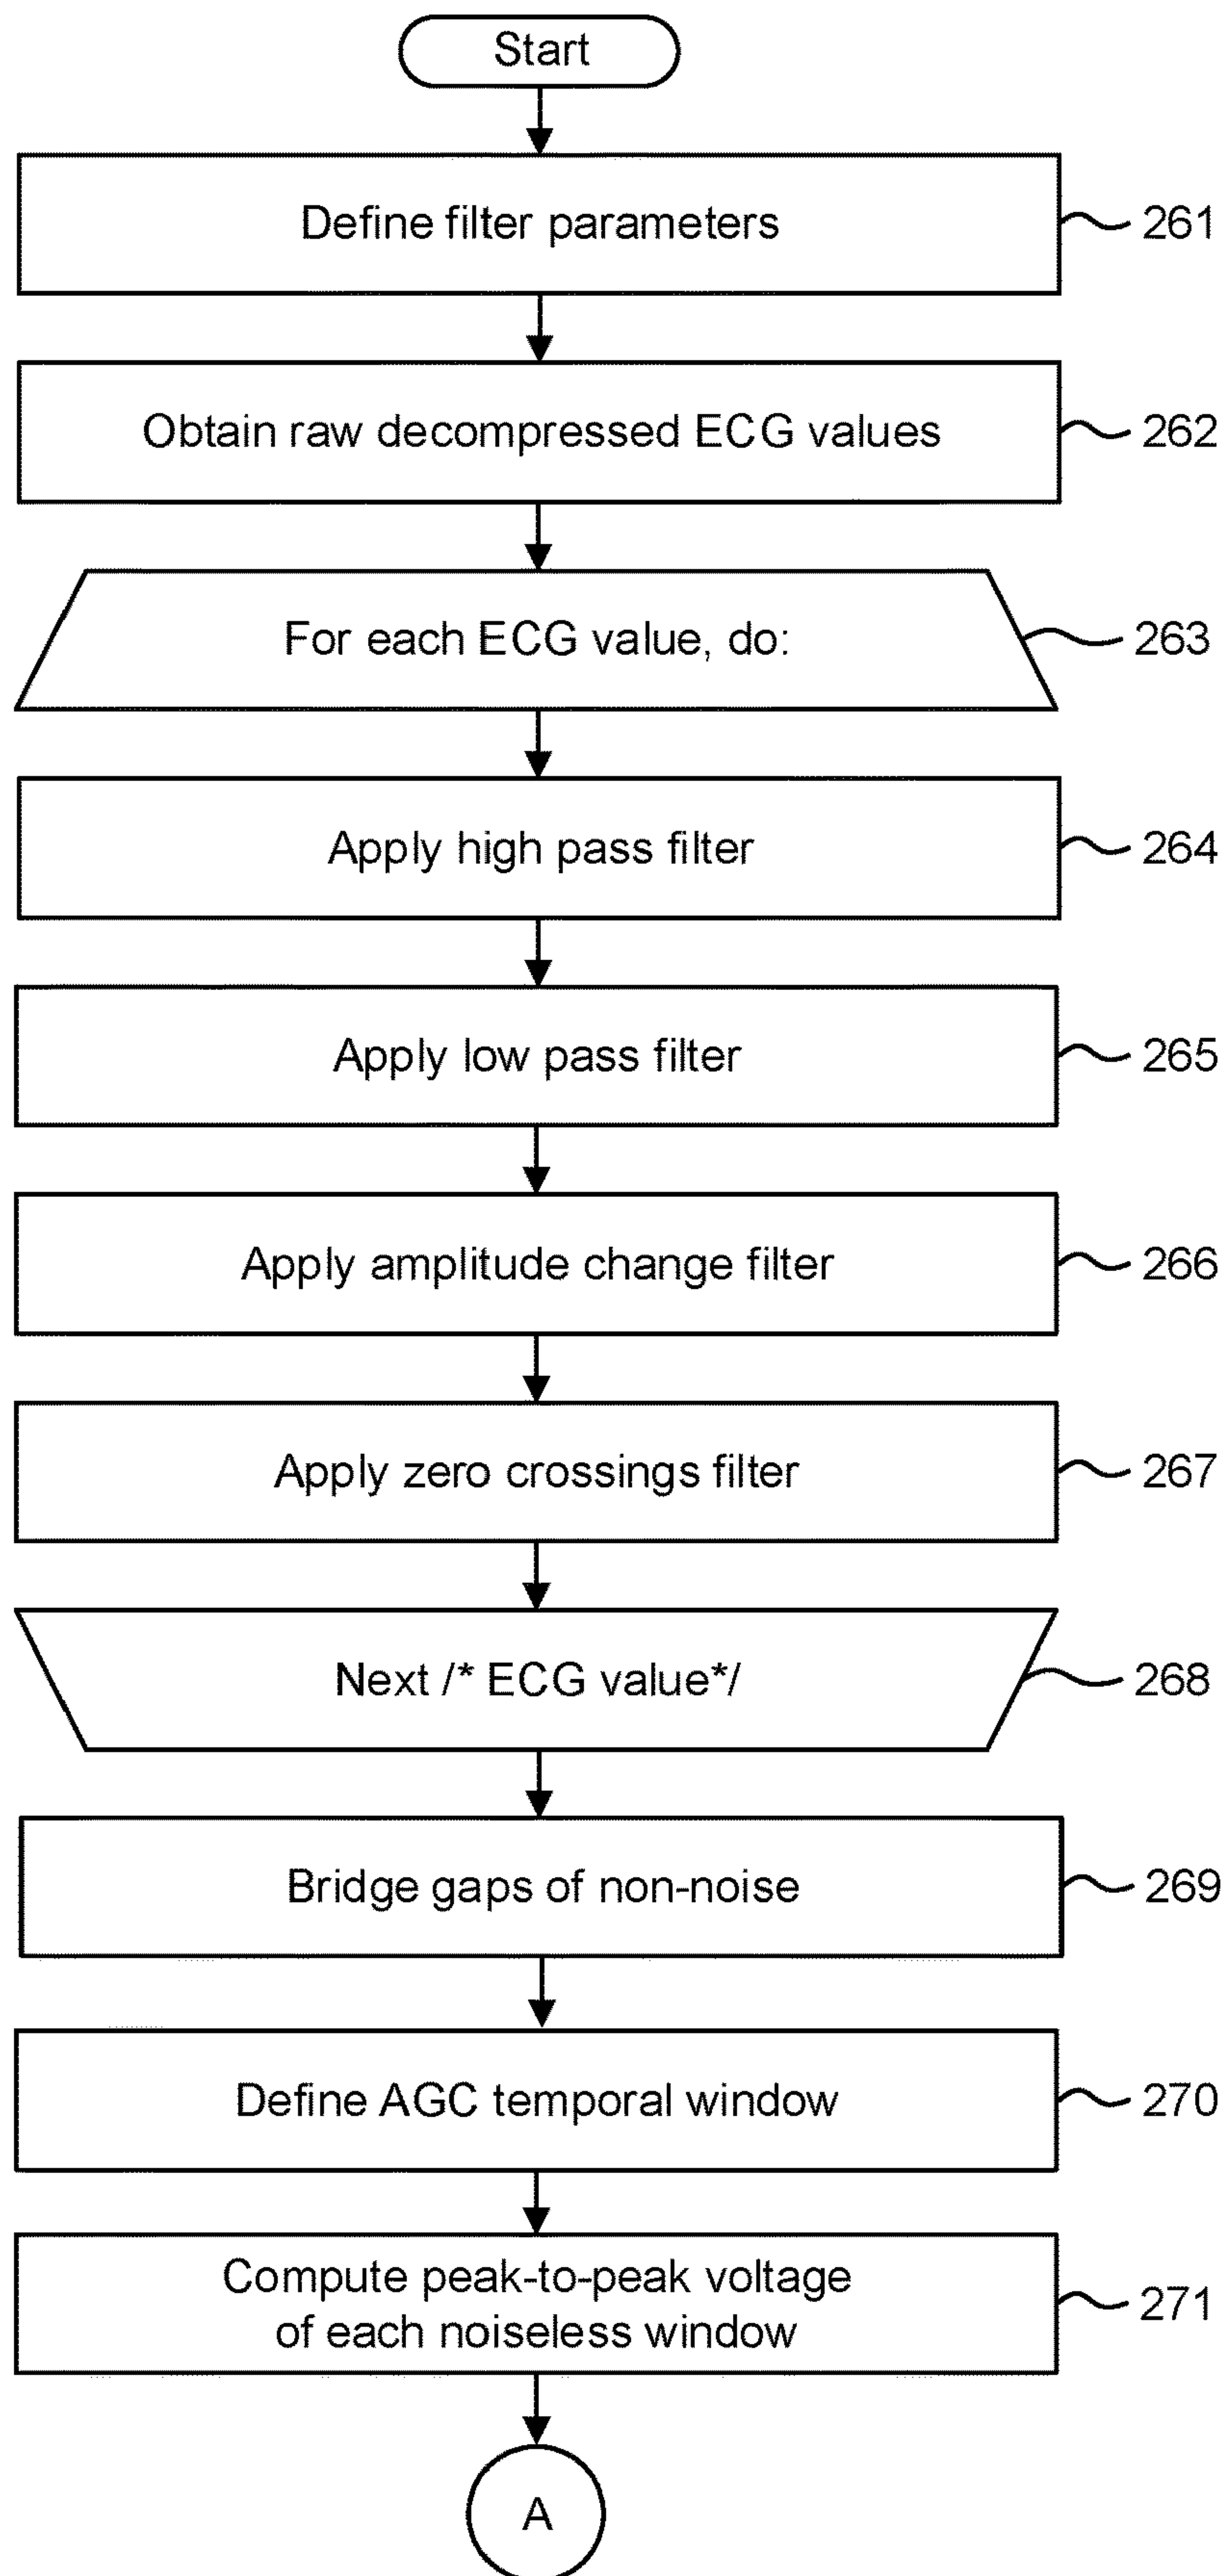 Start
Define filter parameters
261
Obtain raw decompressed ECG values
262
For each ECG value, do:
263
Apply high pass filter
264
Apply low pass filter
265
Apply amplitude change filter
266
Apply zero crossings filter
267
Next /* ECG value*/
268
Bridge gaps of non-noise
269
Define AGC temporal window
270
Compute peak-to-peak voltage
of each noiseless window
271
A